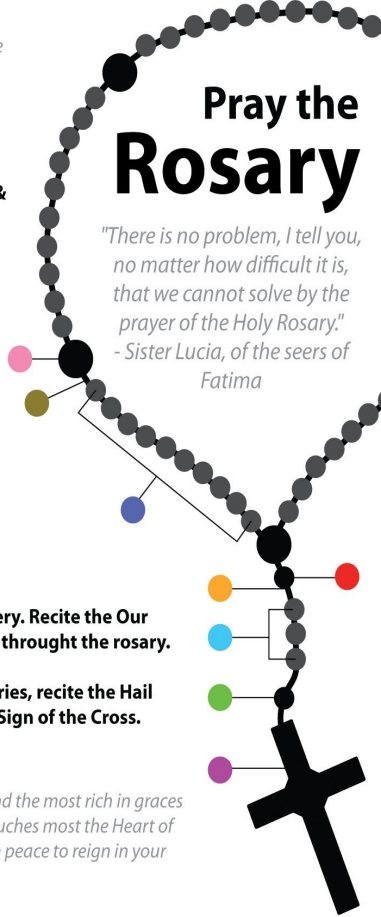 e
Pray the
Rosary
&
"There is no problem, I tell you,
no matter how difficult it is,
that we cannot solve by the
prayer of the Holy Rosary."
- Sister Lucia, of the seers of
Fatima
ery. Recite the Our
throught the rosary.
ries, recite the Hail
Sign of the Cross.
nd the most rich in graces
uches most the Heart of
peace to reign in your